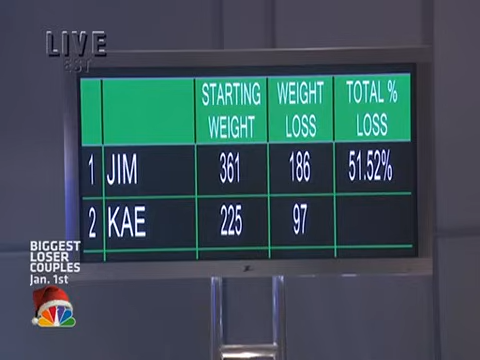 LIVE
EST
STARTING WEIGHT WEIGHT LOSS TOTAL % LOSS
1 JIM 361 186 51.52%
2 KAE 225 97
BIGGEST
LOSER
COUPLES
Jan. 1st